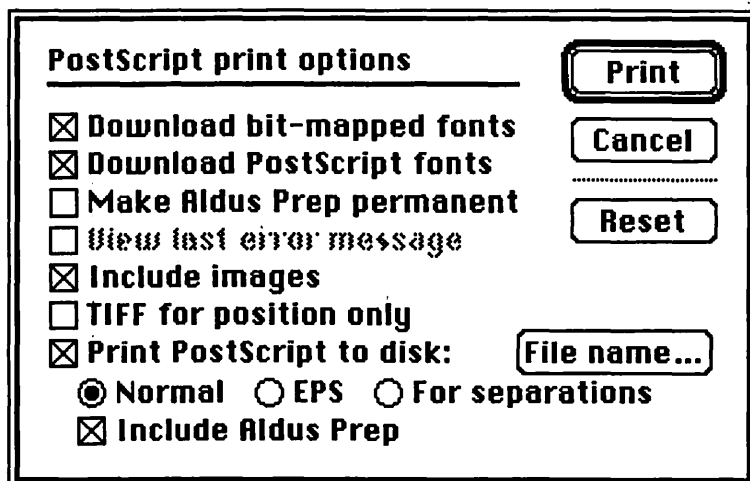 PostScript print options
Print
Download bit-mapped fonts
Cancel
Download PostScript fonts
Make Aldus Prep permanent
Reset
View last error message
Include images
TIFF for position only
Print PostScript to disk:
File name...
Normal
EPS
For separations
Include Aldus Prep